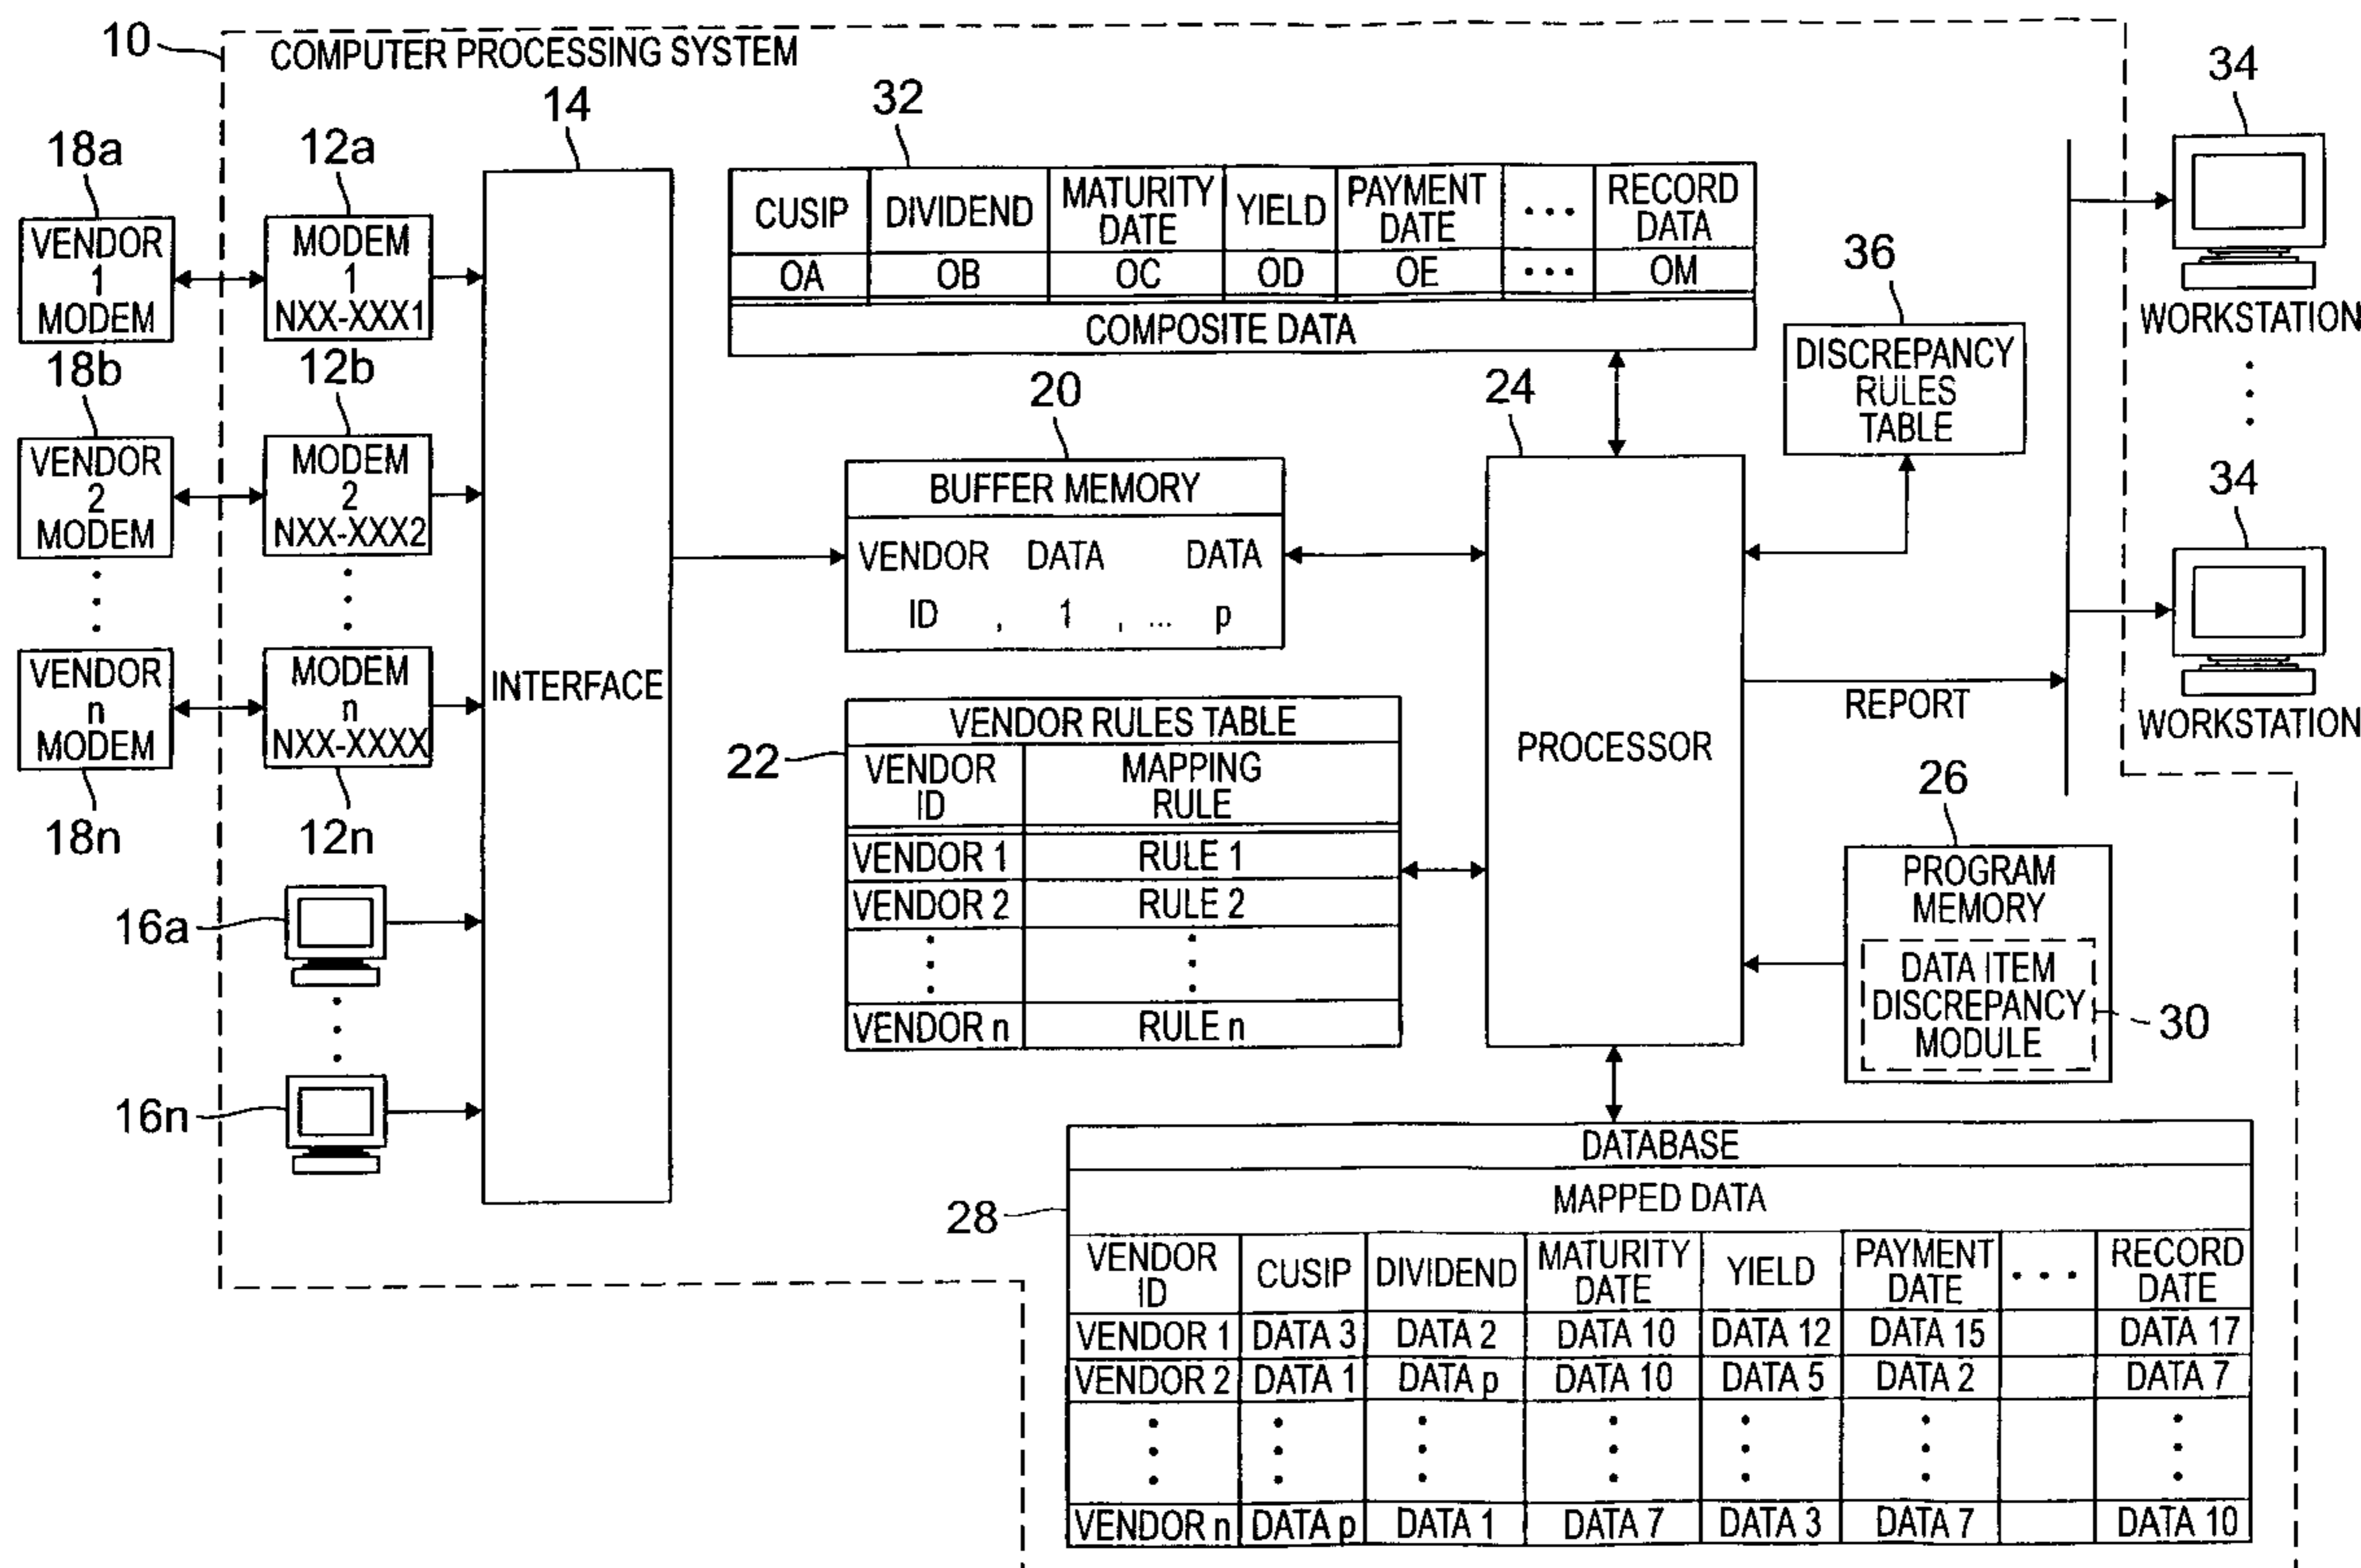 10
COMPUTER PROCESSING SYSTEM
18a
VENDOR
1
MODEM
18b
VENDOR
2
MODEM
VENDOR
n
MODEM
18n
12a
MODEM
1
NXX-XXX1
12b
MODEM
2
NXX-XXX2
MODEM
n
NXX-XXXX
12n
16a
16n
14
INTERFACE
32
CUSIP DIVIDEND MATURITY DATE YIELD PAYMENT DATE ... RECORD DATA
OA OB OC OD OE ... OM
COMPOSITE DATA
20
BUFFER MEMORY
VENDOR DATA DATA
ID , 1 , ... p
22
VENDOR RULES TABLE
VENDOR ID MAPPING RULE
VENDOR 1 RULE 1
VENDOR 2 RULE 2
VENDOR n RULE n
24
PROCESSOR
36
DISCREPANCY
RULES
TABLE
REPORT
34
WORKSTATION
34
WORKSTATION
26
PROGRAM
MEMORY
DATA ITEM
DISCREPANCY
MODULE
30
28
DATABASE
MAPPED DATA
VENDOR ID CUSIP DIVIDEND MATURITY DATE YIELD PAYMENT DATE ... RECORD DATE
VENDOR 1 DATA 3 DATA 2 DATA 10 DATA 12 DATA 15 DATA 17
VENDOR 2 DATA 1 DATA p DATA 10 DATA 5 DATA 2 DATA 7
VENDOR n DATA p DATA 1 DATA 7 DATA 3 DATA 7 DATA 10